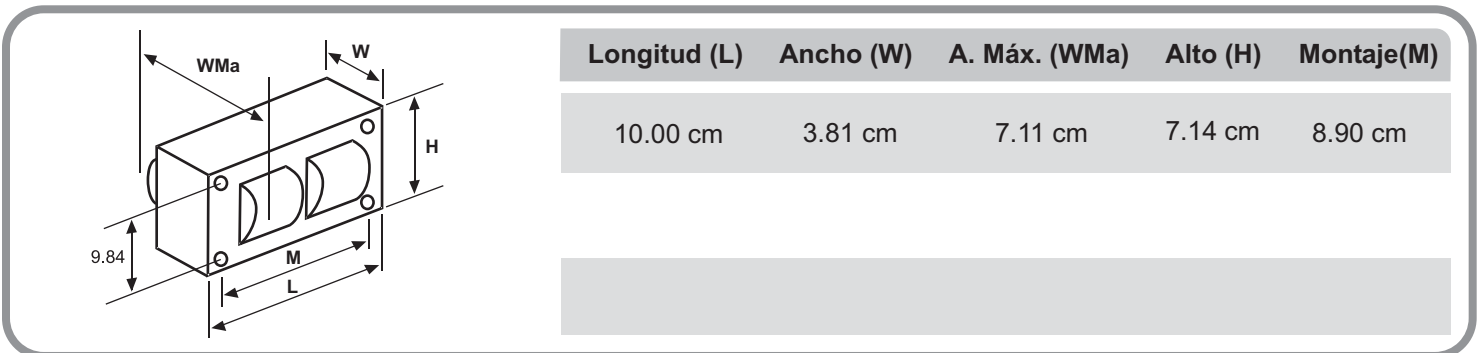 WMa
W
H
9.84
M
L
Longitud (L) Ancho (W) A. Máx. (WMa) Alto (H) Montaje(M)
10.00 cm 3.81 cm 7.11 cm 7.14 cm 8.90 cm